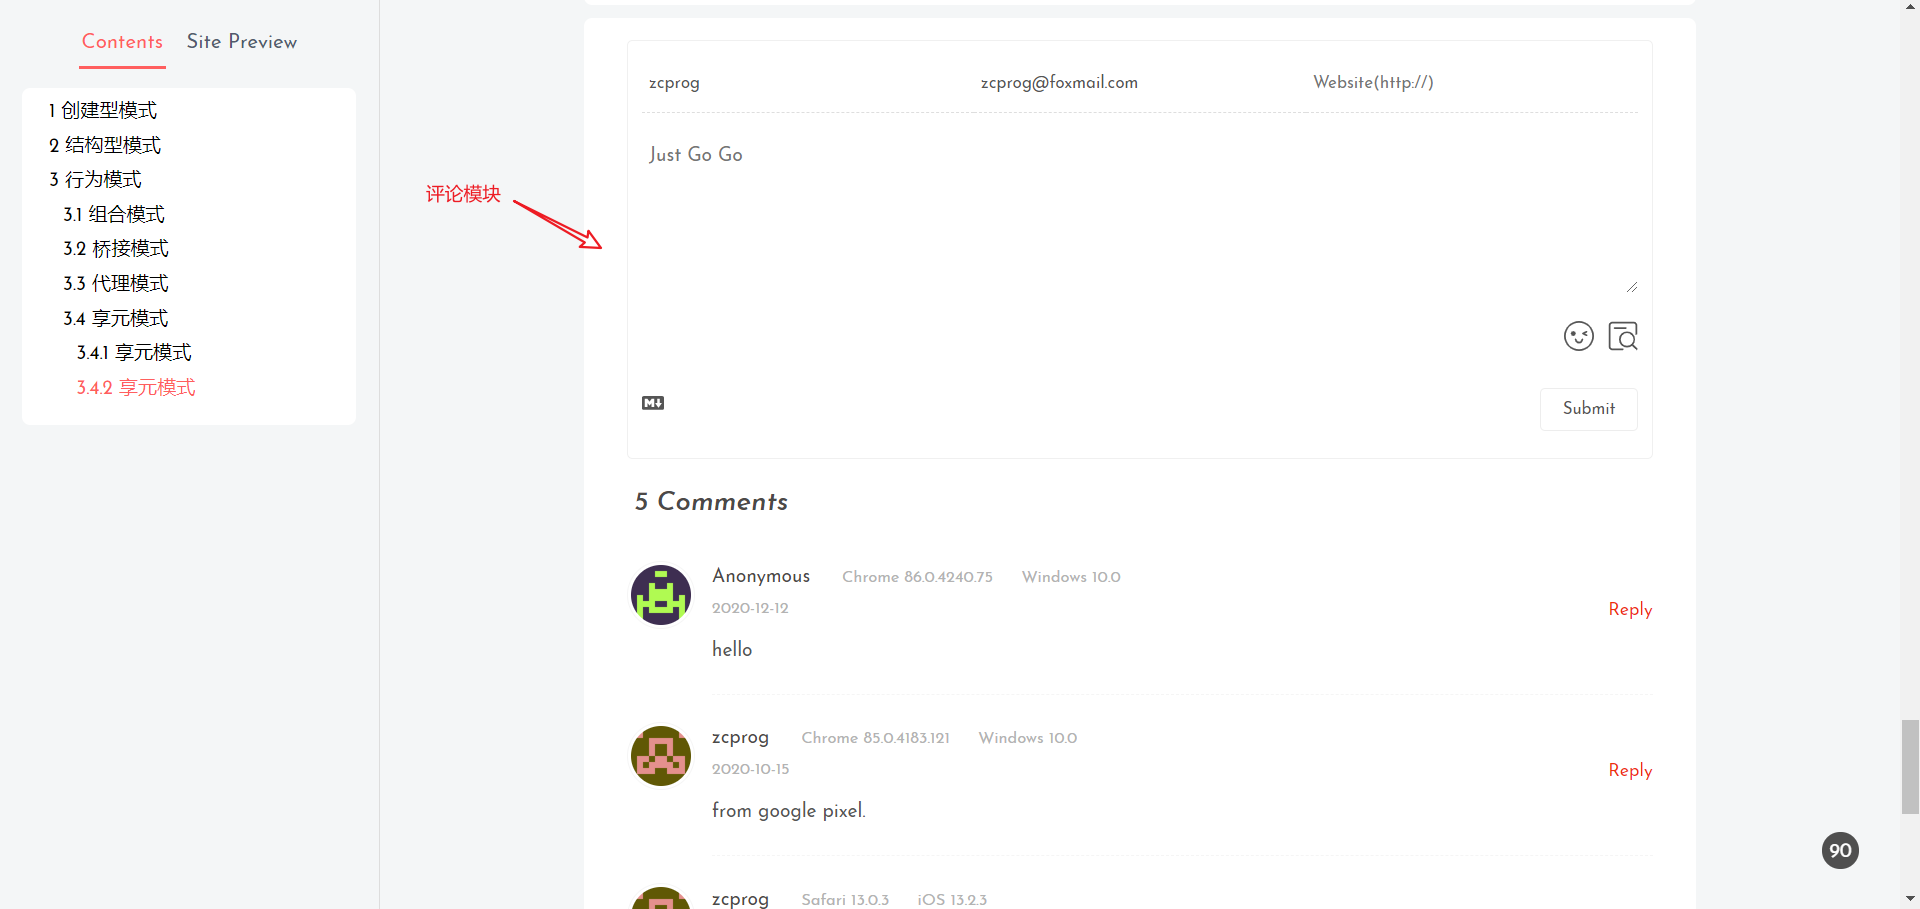 Contents Site Preview
1 创建型模式
2 结构型模式
3 行为模式
3.1 组合模式
3.2 桥接模式
3.3 代理模式
3.4 享元模式
3.4.1 享元模式
3.4.2 享元模式
评论模块
zcprog zcprog@foxmail.com Website(http://)
Just Go Go
M
Submit
5 Comments
Anonymous Chrome 86.0.4240.75 Windows 10.0
2020-12-12
Reply
hello
zcprog Chrome 85.0.4183.121 Windows 10.0
2020-10-15
Reply
from google pixel.
zcprog Safari 13.0.3 iOS 13.2.3
90